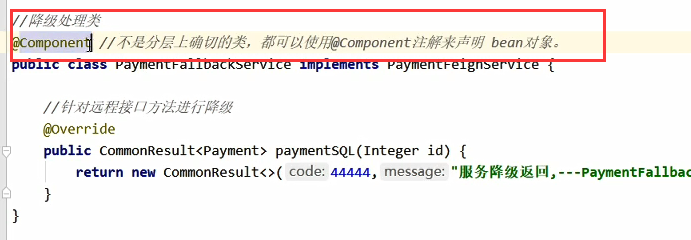 //降级处理类
@Component //不是分层上确切的类，都可以使用@Component注解来声明 bean对象。
public class PaymentFallbackService implements PaymentFeignService {
//针对远程接口方法进行降级
@Override
public CommonResult<Payment> paymentSQL(Integer id) {
return new CommonResult<>( code: 44444, message: "服务降级返回,---PaymentFallbac
}
}